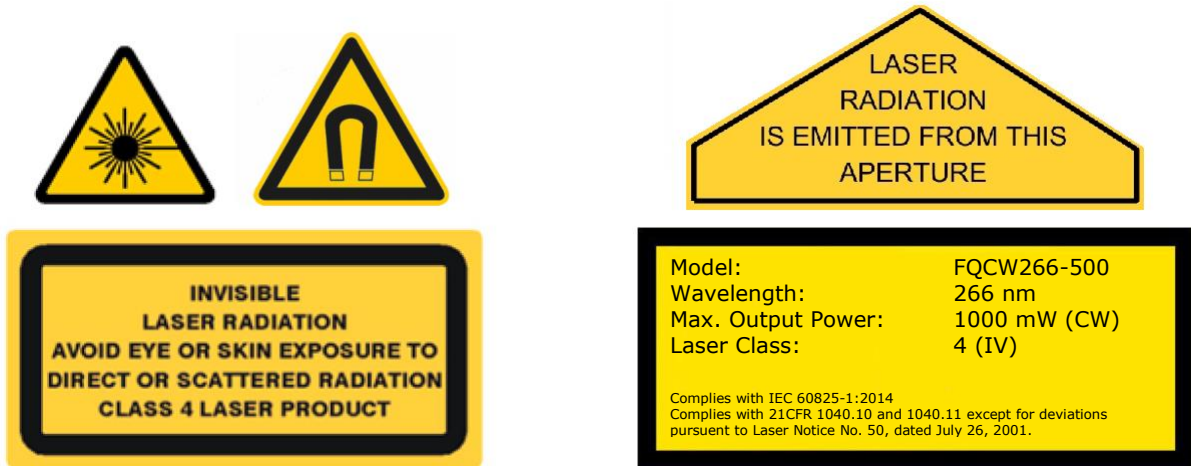 LASER
RADIATION
IS EMITTED FROM THIS
APERTURE
INVISIBLE
LASER RADIATION
AVOID EYE OR SKIN EXPOSURE TO
DIRECT OR SCATTERED RADIATION
CLASS 4 LASER PRODUCT
Model: FQCW266-500
Wavelength: 266 nm
Max. Output Power: 1000 mW (CW)
Laser Class: 4 (IV)
Complies with IEC 60825-1:2014
Complies with 21CFR 1040.10 and 1040.11 except for deviations
pursuant to Laser Notice No. 50, dated July 26, 2001.